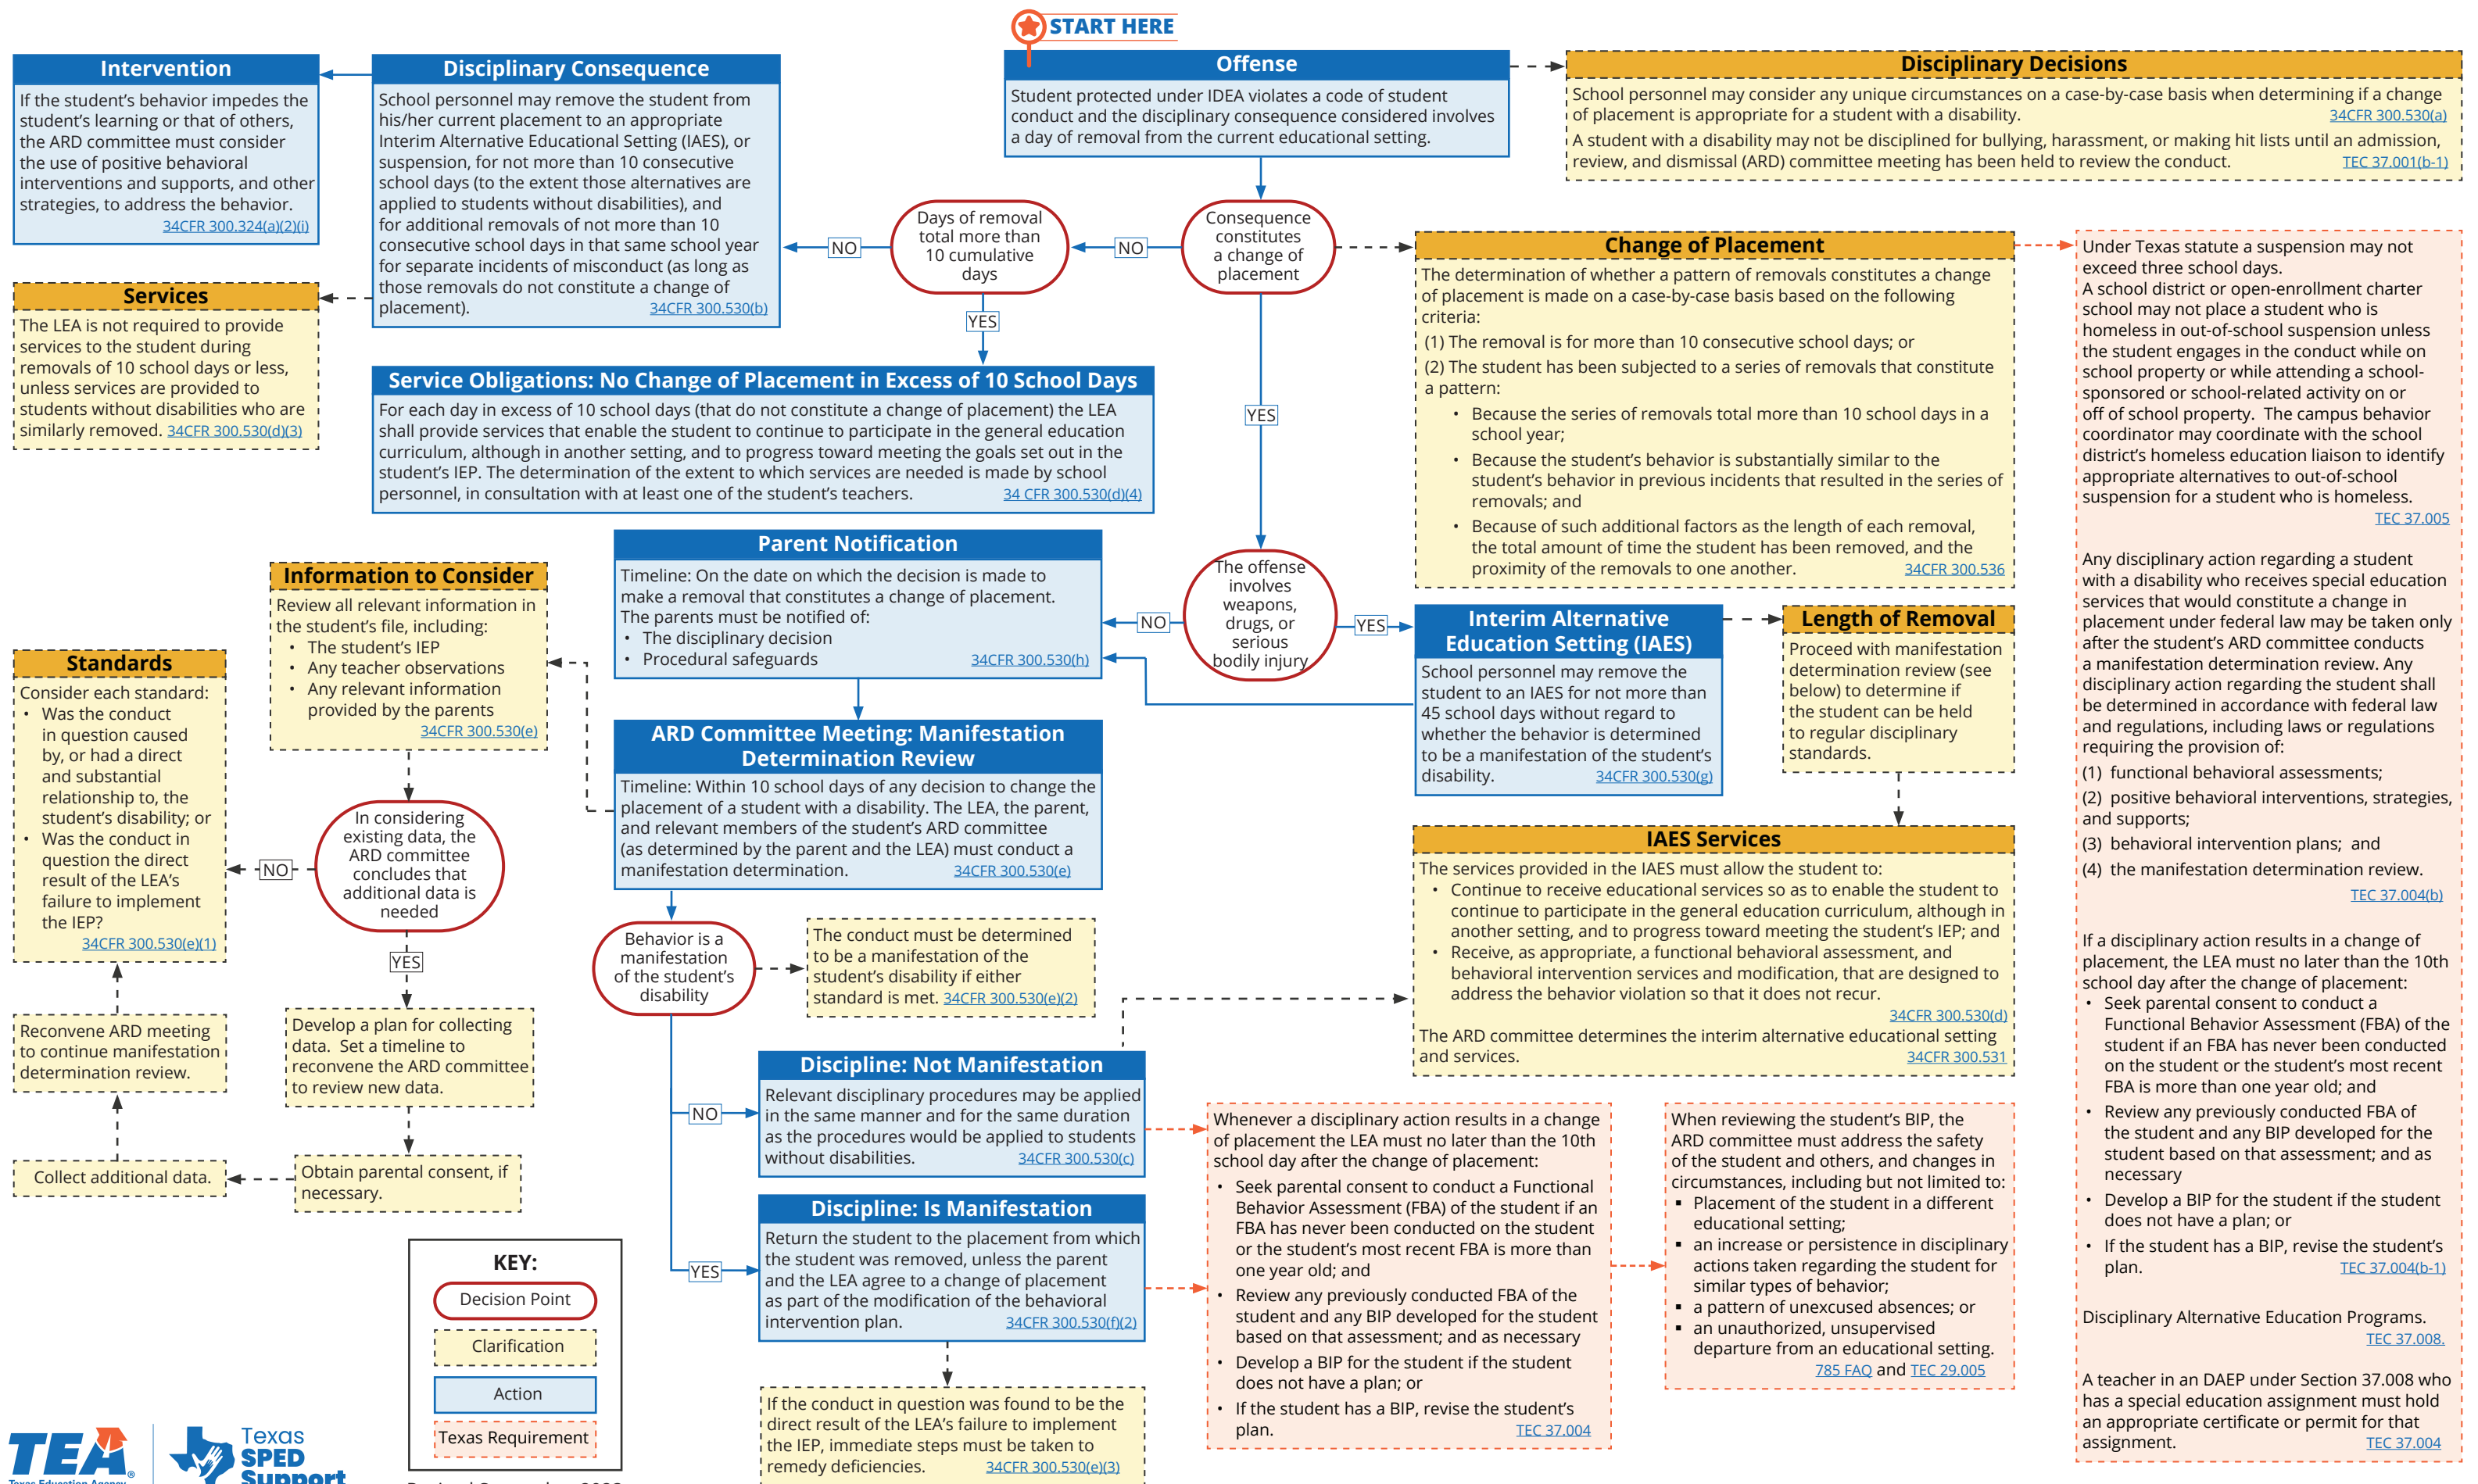 START HERE
Offense
Student protected under IDEA violates a code of student
conduct and the disciplinary consequence considered involves
a day of removal from the current educational setting.
Disciplinary Decisions
School personnel may consider any unique circumstances on a case-by-case basis when determining if a change
of placement is appropriate for a student with a disability. 34CFR 300.530(a)
A student with a disability may not be disciplined for bullying, harassment, or making hit lists until an admission,
review, and dismissal (ARD) committee meeting has been held to review the conduct. TEC 37.001(b-1)
Intervention
If the student's behavior impedes the
student's learning or that of others,
the ARD committee must consider
the use of positive behavioral
interventions and supports, and other
strategies, to address the behavior.
34CFR 300.324(a)(2)(i)
Disciplinary Consequence
School personnel may remove the student from
his/her current placement to an appropriate
Interim Alternative Educational Setting (IAES), or
suspension, for not more than 10 consecutive
school days (to the extent those alternatives are
applied to students without disabilities), and
for additional removals of not more than 10
consecutive school days in that same school year
for separate incidents of misconduct (as long as
those removals do not constitute a change of
placement). 34CFR 300.530(b)
NO
Days of removal
total more than
10 cumulative
days
NO
Consequence
constitutes
a change of
placement
YES
YES
Services
The LEA is not required to provide
services to the student during
removals of 10 school days or less,
unless services are provided to
students without disabilities who are
similarly removed. 34CFR 300.530(d)(3)
Service Obligations: No Change of Placement in Excess of 10 School Days
For each day in excess of 10 school days (that do not constitute a change of placement) the LEA
shall provide services that enable the student to continue to participate in the general education
curriculum, although in another setting, and to progress toward meeting the goals set out in the
student's IEP. The determination of the extent to which services are needed is made by school
personnel, in consultation with at least one of the student's teachers. 34 CFR 300.530(d)(4)
Change of Placement
The determination of whether a pattern of removals constitutes a change
of placement is made on a case-by-case basis based on the following
criteria:
(1) The removal is for more than 10 consecutive school days; or
(2) The student has been subjected to a series of removals that constitute
a pattern:
• Because the series of removals total more than 10 school days in a
school year;
• Because the student's behavior is substantially similar to the
student's behavior in previous incidents that resulted in the series of
removals; and
• Because of such additional factors as the length of each removal,
the total amount of time the student has been removed, and the
proximity of the removals to one another. 34CFR 300.536
Under Texas statute a suspension may not
exceed three school days.
A school district or open-enrollment charter
school may not place a student who is
homeless in out-of-school suspension unless
the student engages in the conduct while on
school property or while attending a school-
sponsored or school-related activity on or
off of school property. The campus behavior
coordinator may coordinate with the school
district's homeless education liaison to identify
appropriate alternatives to out-of-school
suspension for a student who is homeless.
TEC 37.005
Any disciplinary action regarding a student
with a disability who receives special education
services that would constitute a change in
placement under federal law may be taken only
after the student's ARD committee conducts
a manifestation determination review. Any
disciplinary action regarding the student shall
be determined in accordance with federal law
and regulations, including laws or regulations
requiring the provision of:
(1) functional behavioral assessments;
(2) positive behavioral interventions, strategies,
and supports;
(3) behavioral intervention plans; and
(4) the manifestation determination review.
TEC 37.004(b)
If a disciplinary action results in a change of
placement, the LEA must no later than the 10th
school day after the change of placement:
• Seek parental consent to conduct a
Functional Behavior Assessment (FBA) of the
student if an FBA has never been conducted
on the student or the student's most recent
FBA is more than one year old; and
• Review any previously conducted FBA of
the student and any BIP developed for the
student based on that assessment; and as
necessary
• Develop a BIP for the student if the student
does not have a plan; or
• If the student has a BIP, revise the student's
plan. TEC 37.004(b-1)
Disciplinary Alternative Education Programs.
TEC 37.008.
A teacher in an DAEP under Section 37.008 who
has a special education assignment must hold
an appropriate certificate or permit for that
assignment. TEC 37.004
The offense
involves
weapons,
drugs, or
serious
bodily injury
NO
YES
Parent Notification
Timeline: On the date on which the decision is made to
make a removal that constitutes a change of placement.
The parents must be notified of:
• The disciplinary decision
• Procedural safeguards 34CFR 300.530(h)
Interim Alternative
Education Setting (IAES)
School personnel may remove the
student to an IAES for not more than
45 school days without regard to
whether the behavior is determined
to be a manifestation of the student's
disability. 34CFR 300.530(g)
Length of Removal
Proceed with manifestation
determination review (see
below) to determine if
the student can be held
to regular disciplinary
standards.
IAES Services
The services provided in the IAES must allow the student to:
• Continue to receive educational services so as to enable the student to
continue to participate in the general education curriculum, although in
another setting, and to progress toward meeting the student's IEP; and
• Receive, as appropriate, a functional behavioral assessment, and
behavioral intervention services and modification, that are designed to
address the behavior violation so that it does not recur.
34CFR 300.530(d)
The ARD committee determines the interim alternative educational setting
and services. 34CFR 300.531
ARD Committee Meeting: Manifestation
Determination Review
Timeline: Within 10 school days of any decision to change the
placement of a student with a disability. The LEA, the parent,
and relevant members of the student's ARD committee
(as determined by the parent and the LEA) must conduct a
manifestation determination. 34CFR 300.530(e)
Information to Consider
Review all relevant information in
the student's file, including:
• The student's IEP
• Any teacher observations
• Any relevant information
provided by the parents
34CFR 300.530(e)
In considering
existing data, the
ARD committee
concludes that
additional data is
needed
NO
YES
Standards
Consider each standard:
• Was the conduct
in question caused
by, or had a direct
and substantial
relationship to, the
student's disability; or
• Was the conduct in
question the direct
result of the LEA's
failure to implement
the IEP?
34CFR 300.530(e)(1)
Develop a plan for collecting
data. Set a timeline to
reconvene the ARD committee
to review new data.
Obtain parental consent, if
necessary.
Collect additional data.
Reconvene ARD meeting
to continue manifestation
determination review.
Behavior is a
manifestation
of the student's
disability
The conduct must be determined
to be a manifestation of the
student's disability if either
standard is met. 34CFR 300.530(e)(2)
NO
Discipline: Not Manifestation
Relevant disciplinary procedures may be applied
in the same manner and for the same duration
as the procedures would be applied to students
without disabilities. 34CFR 300.530(c)
YES
Discipline: Is Manifestation
Return the student to the placement from which
the student was removed, unless the parent
and the LEA agree to a change of placement
as part of the modification of the behavioral
intervention plan. 34CFR 300.530(f)(2)
If the conduct in question was found to be the
direct result of the LEA's failure to implement
the IEP, immediate steps must be taken to
remedy deficiencies. 34CFR 300.530(e)(3)
Whenever a disciplinary action results in a change
of placement the LEA must no later than the 10th
school day after the change of placement:
• Seek parental consent to conduct a Functional
Behavior Assessment (FBA) of the student if an
FBA has never been conducted on the student
or the student's most recent FBA is more than
one year old; and
• Review any previously conducted FBA of the
student and any BIP developed for the student
based on that assessment; and as necessary
• Develop a BIP for the student if the student
does not have a plan; or
• If the student has a BIP, revise the student's
plan. TEC 37.004
When reviewing the student's BIP, the
ARD committee must address the safety
of the student and others, and changes in
circumstances, including but not limited to:
▪ Placement of the student in a different
educational setting;
▪ an increase or persistence in disciplinary
actions taken regarding the student for
similar types of behavior;
▪ a pattern of unexcused absences; or
▪ an unauthorized, unsupervised
departure from an educational setting.
785 FAQ and TEC 29.005
KEY:
Decision Point
Clarification
Action
Texas Requirement
TEA®
Texas Education Agency
Texas
SPED
Support